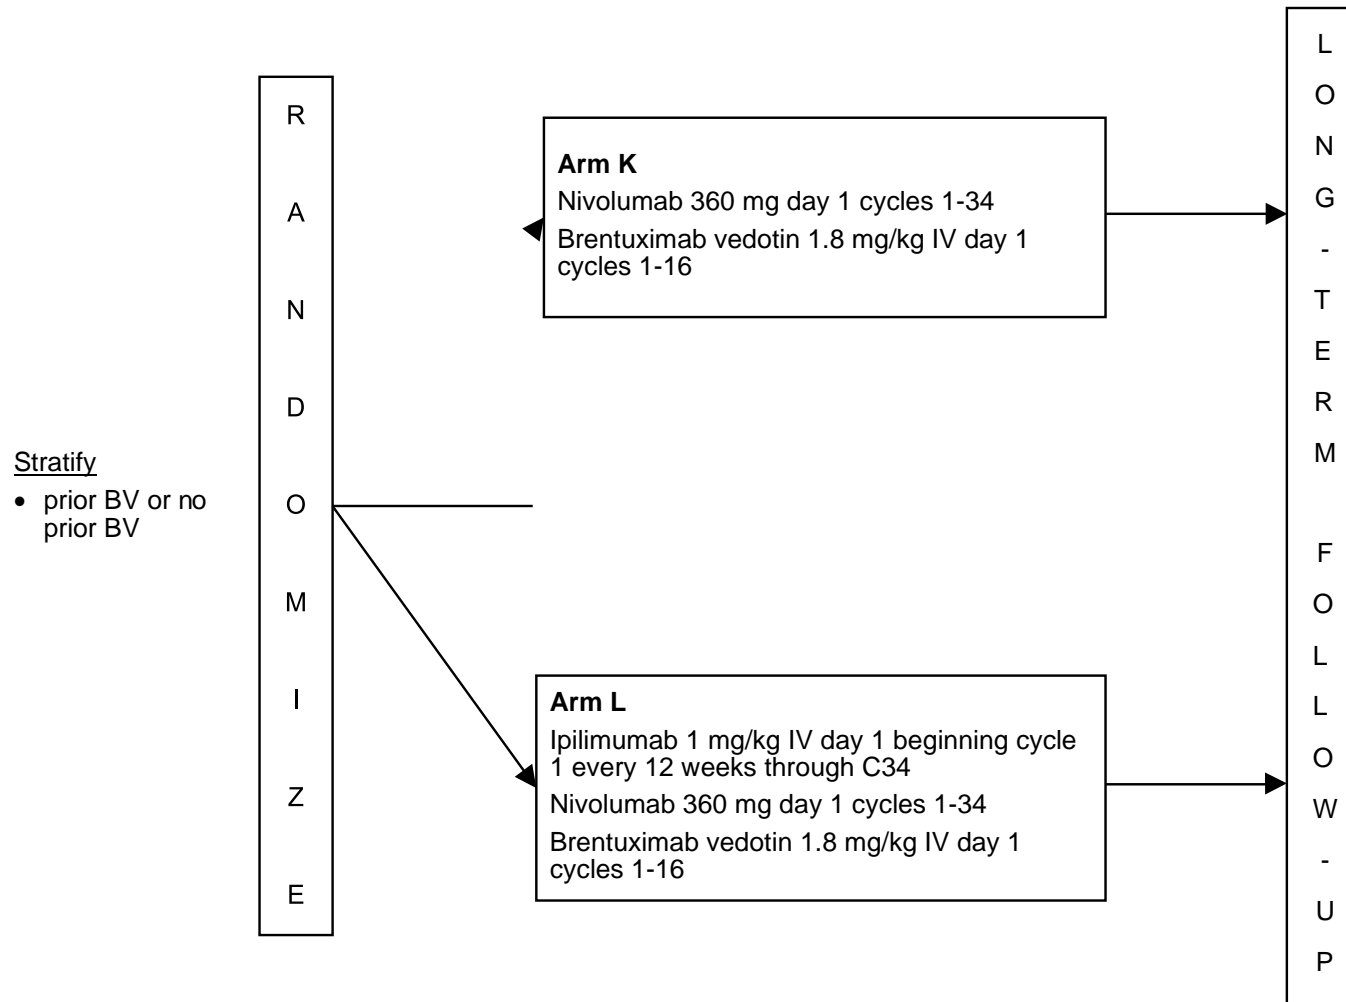 Stratify
• prior BV or no
prior BV
R
A
N
D
O
M
I
Z
E
Arm K
Nivolumab 360 mg day 1 cycles 1-34
Brentuximab vedotin 1.8 mg/kg IV day 1
cycles 1-16
Arm L
Ipilimumab 1 mg/kg IV day 1 beginning cycle
1 every 12 weeks through C34
Nivolumab 360 mg day 1 cycles 1-34
Brentuximab vedotin 1.8 mg/kg IV day 1
cycles 1-16
L
O
N
G
-
T
E
R
M
F
O
L
L
O
W
-
U
P